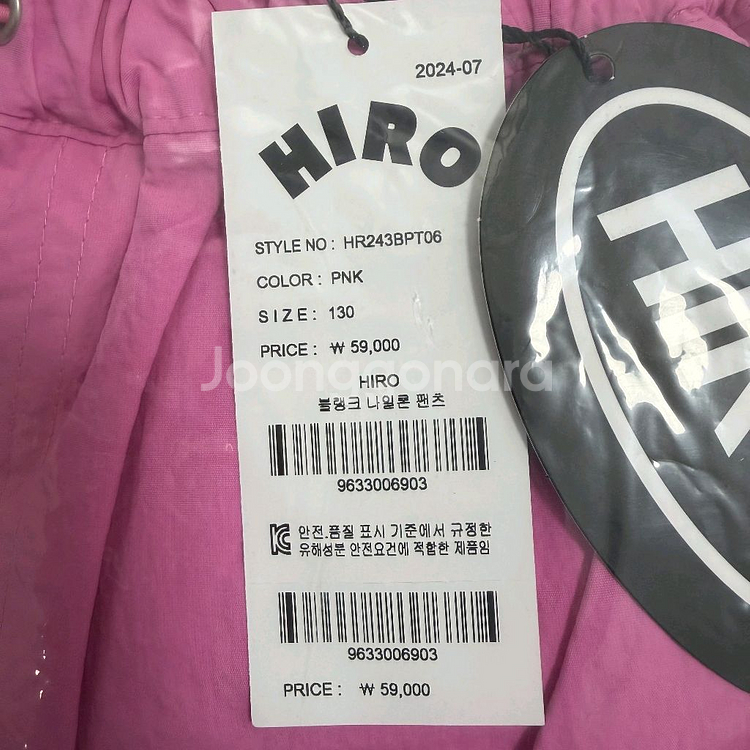 2024-07
HIRO
STYLE NO : HR243BPT06
COLOR : PNK
SIZE : 130
PRICE : ₩ 59,000
Joongonara
HIRO
블랭크 나일론 팬츠
9633006903
안전.품질 표시 기준에서 규정한
유해성분 안전요건에 적합한 제품임
9633006903
PRICE : ₩ 59,000